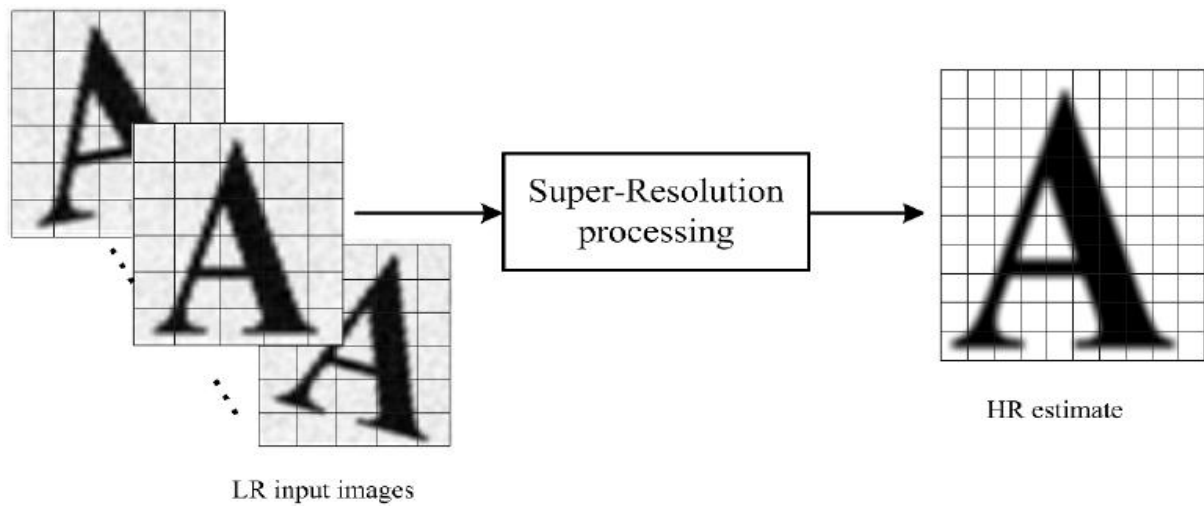 A
A
A
Super-Resolution
processing
A
HR estimate
LR input images